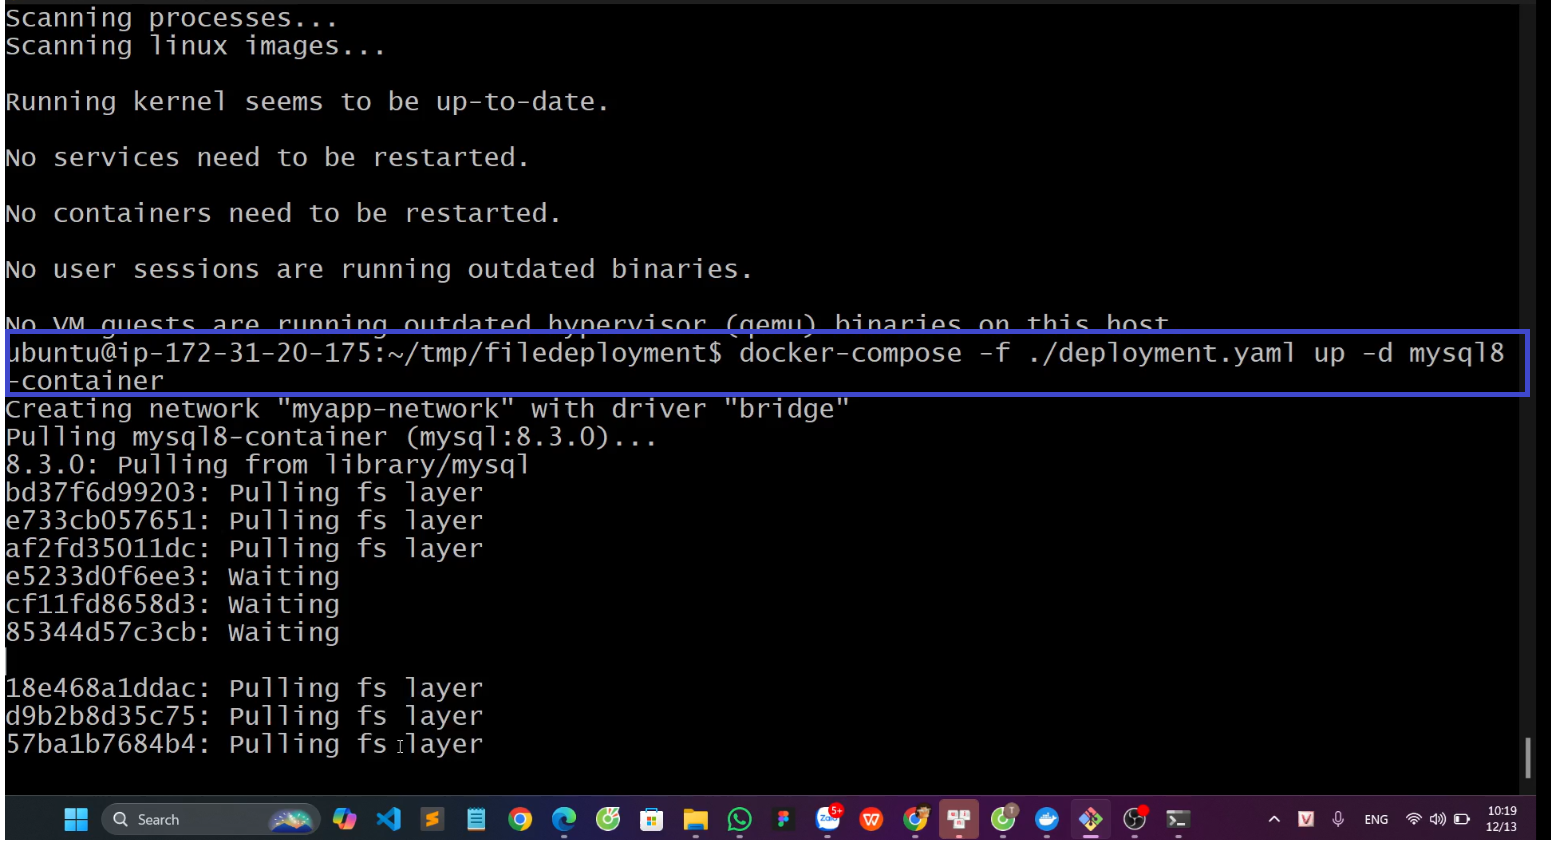 Scanning processes...
Scanning linux images...
Running kernel seems to be up-to-date.
No services need to be restarted.
No containers need to be restarted.
No user sessions are running outdated binaries.
No VM guests are running outdated hypervisor (qemu) binaries on this host
ubuntu@ip-172-31-20-175:~/tmp/filedeployment$ docker-compose -f ./deployment.yaml up -d mysql8
-container
Creating network "myapp-network" with driver "bridge"
Pulling mysql8-container (mysql:8.3.0)...
8.3.0: Pulling from library/mysql
bd37f6d99203: Pulling fs layer
e733cb057651: Pulling fs layer
af2fd35011dc: Pulling fs layer
e5233d0f6ee3: Waiting
cf11fd8658d3: Waiting
85344d57c3cb: Waiting
18e468a1ddac: Pulling fs layer
d9b2b8d35c75: Pulling fs layer
57ba1b7684b4: Pulling fs layer
Search
5+
Zalo
W
T
V
ENG
10:19
12/13